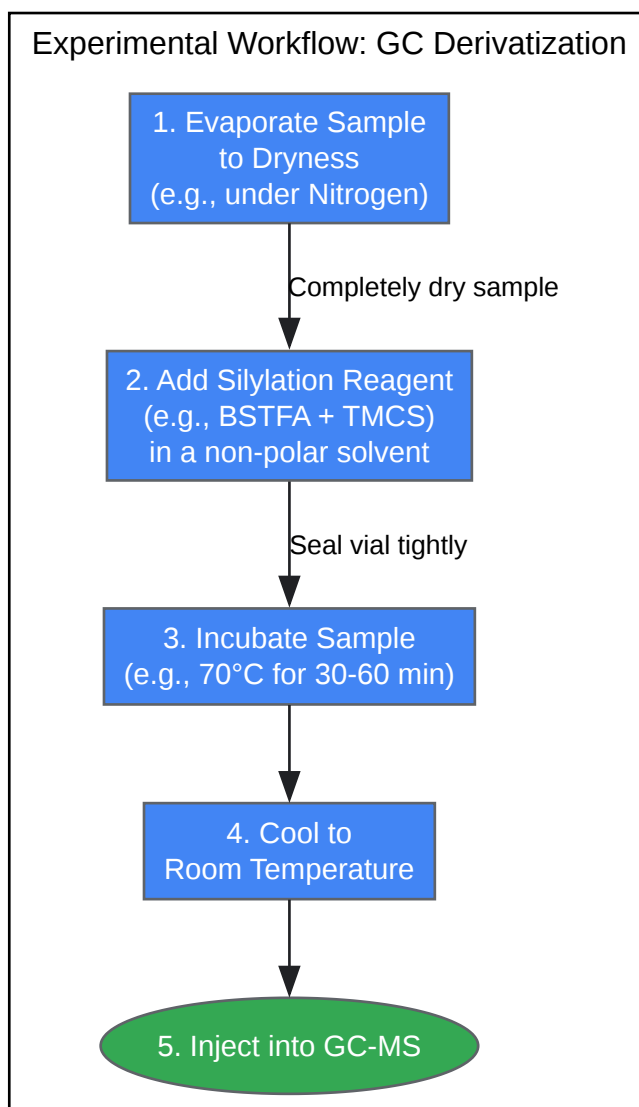 Experimental Workflow: GC Derivatization
1. Evaporate Sample
to Dryness
(e.g., under Nitrogen)
Completely dry sample
2. Add Silylation Reagent
(e.g., BSTFA + TMCS)
in a non-polar solvent
Seal vial tightly
3. Incubate Sample
(e.g., 70°C for 30-60 min)
4. Cool to
Room Temperature
5. Inject into GC-MS